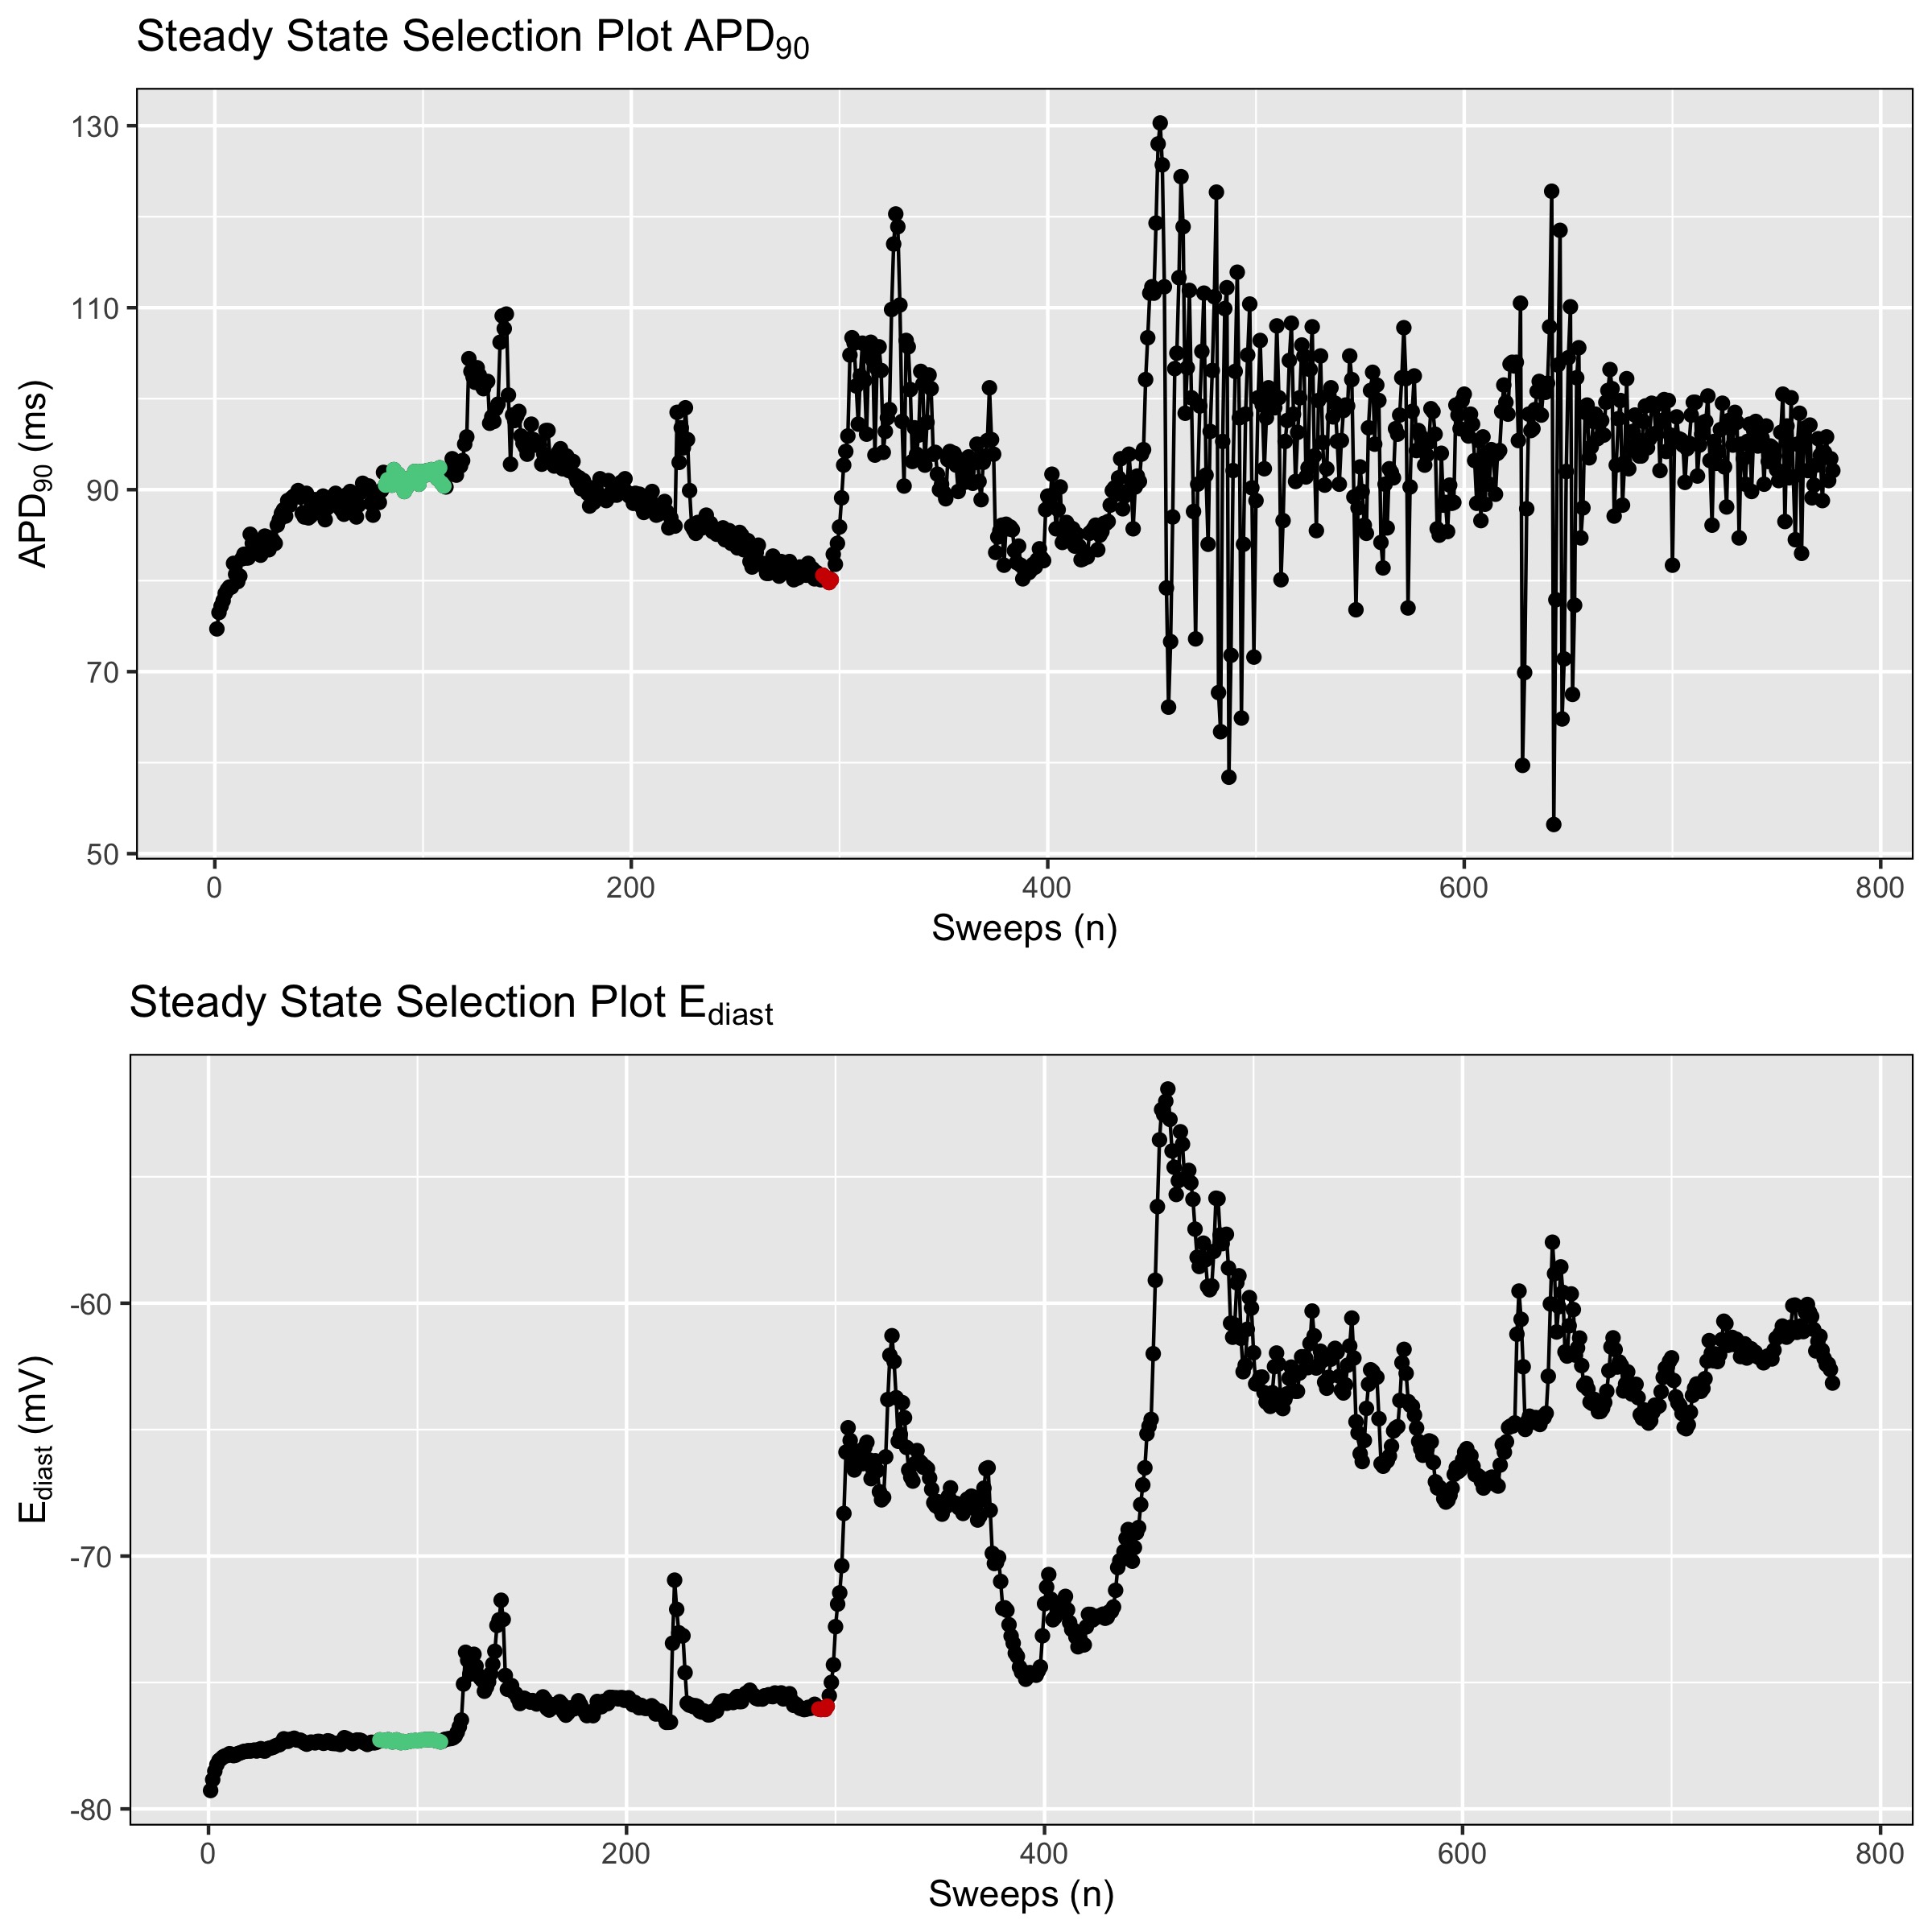 Steady State Selection Plot APD90
130
110
90
70
50
APD90 (ms)
0 200 400 600 800
Sweeps (n)
Steady State Selection Plot Ediast
-60
-70
-80
Ediast (mV)
0 200 400 600 800
Sweeps (n)